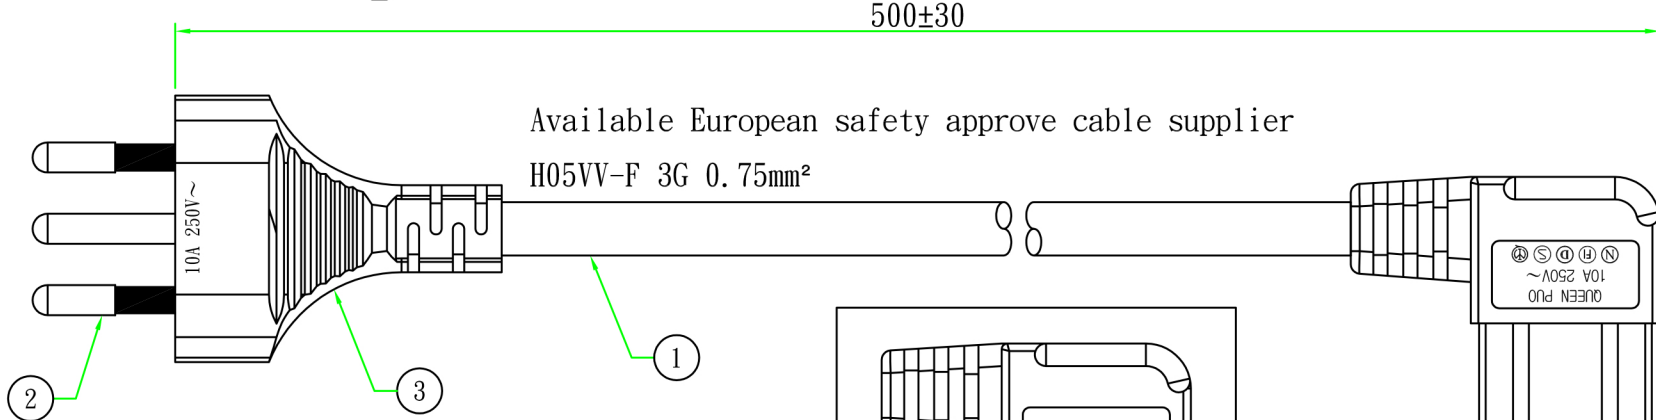 500±30
Available European safety approve cable supplier
H05VV-F 3G 0.75mm²
10A 250V~
N FI D S
10A 250V~
QUEEN PUO
1
2
3